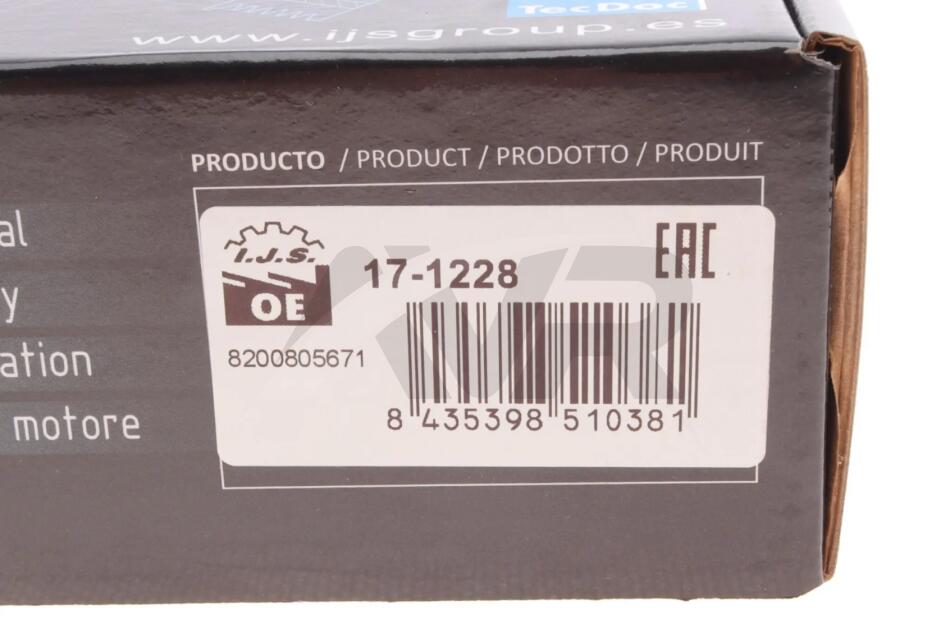 TecDoc
www.ijsgroup.es
PRODUCTO / PRODUCT / PRODOTTO / PRODUIT
I.J.S.
OE
17-1228
EAC
8200805671
8 435398 510381
al
y
ation
motore